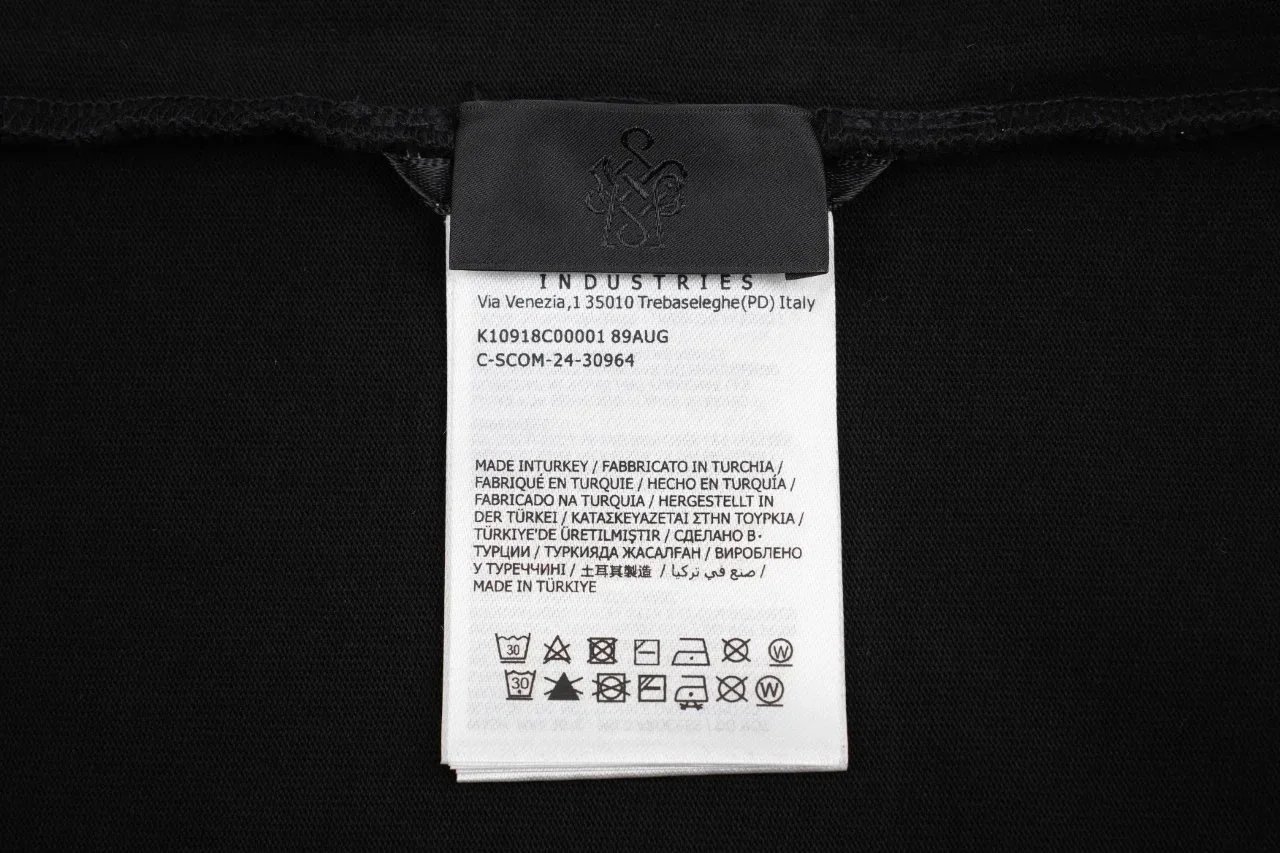 INDUSTRIES
Via Venezia,1 35010 Trebaseleghe(PD) Italy
K10918C00001 89AUG
C-SCOM-24-30964
MADE INTURKEY / FABBRICATO IN TURCHIA /
FABRIQUÉ EN TURQUIE / HECHO EN TURQUÍA /
FABRICADO NA TURQUIA / HERGESTELLT IN
DER TÜRKEI / ΚΑΤΑΣΚΕΥΑΖΕΤΑΙ ΣΤΗΝ ΤΟΥΡΚΙΑ /
TÜRKIYE'DE ÜRETILMIŞTIR / СДЕЛАНО В·
ТУРЦИИ / ТУРКИЯДА ЖАСАЛҒАН / ВИРОБЛЕНО
У ТУРЕЧЧИНІ / 土耳其製造 / صنع في تركيا /
MADE IN TÜRKIYE
30 W
30 W